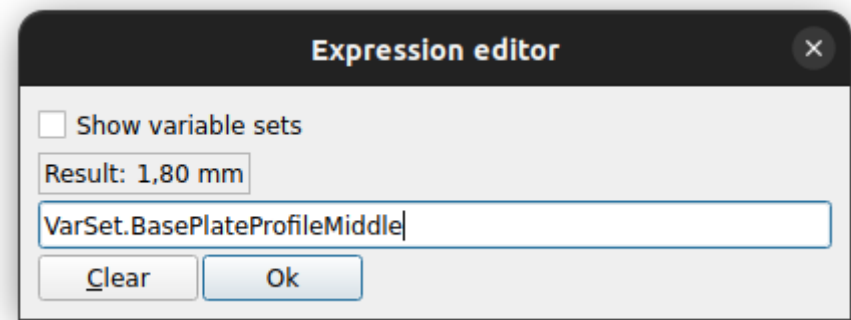 Expression editor
Show variable sets
Result: 1,80 mm
VarSet.BasePlateProfileMiddle
Clear Ok